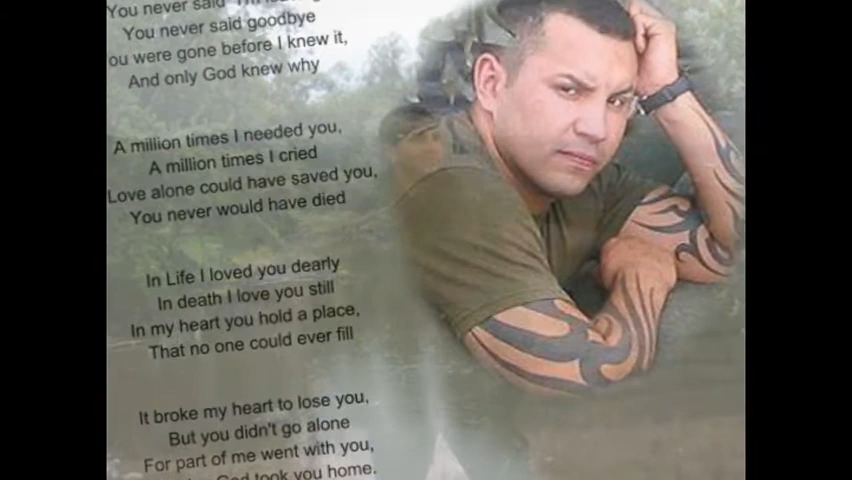 You never said I'm leaving
You never said goodbye
ou were gone before I knew it,
And only God knew why
A million times I needed you,
A million times I cried
Love alone could have saved you,
You never would have died
In Life I loved you dearly
In death I love you still
In my heart you hold a place,
That no one could ever fill
It broke my heart to lose you,
But you didn't go alone
For part of me went with you,
God took you home.